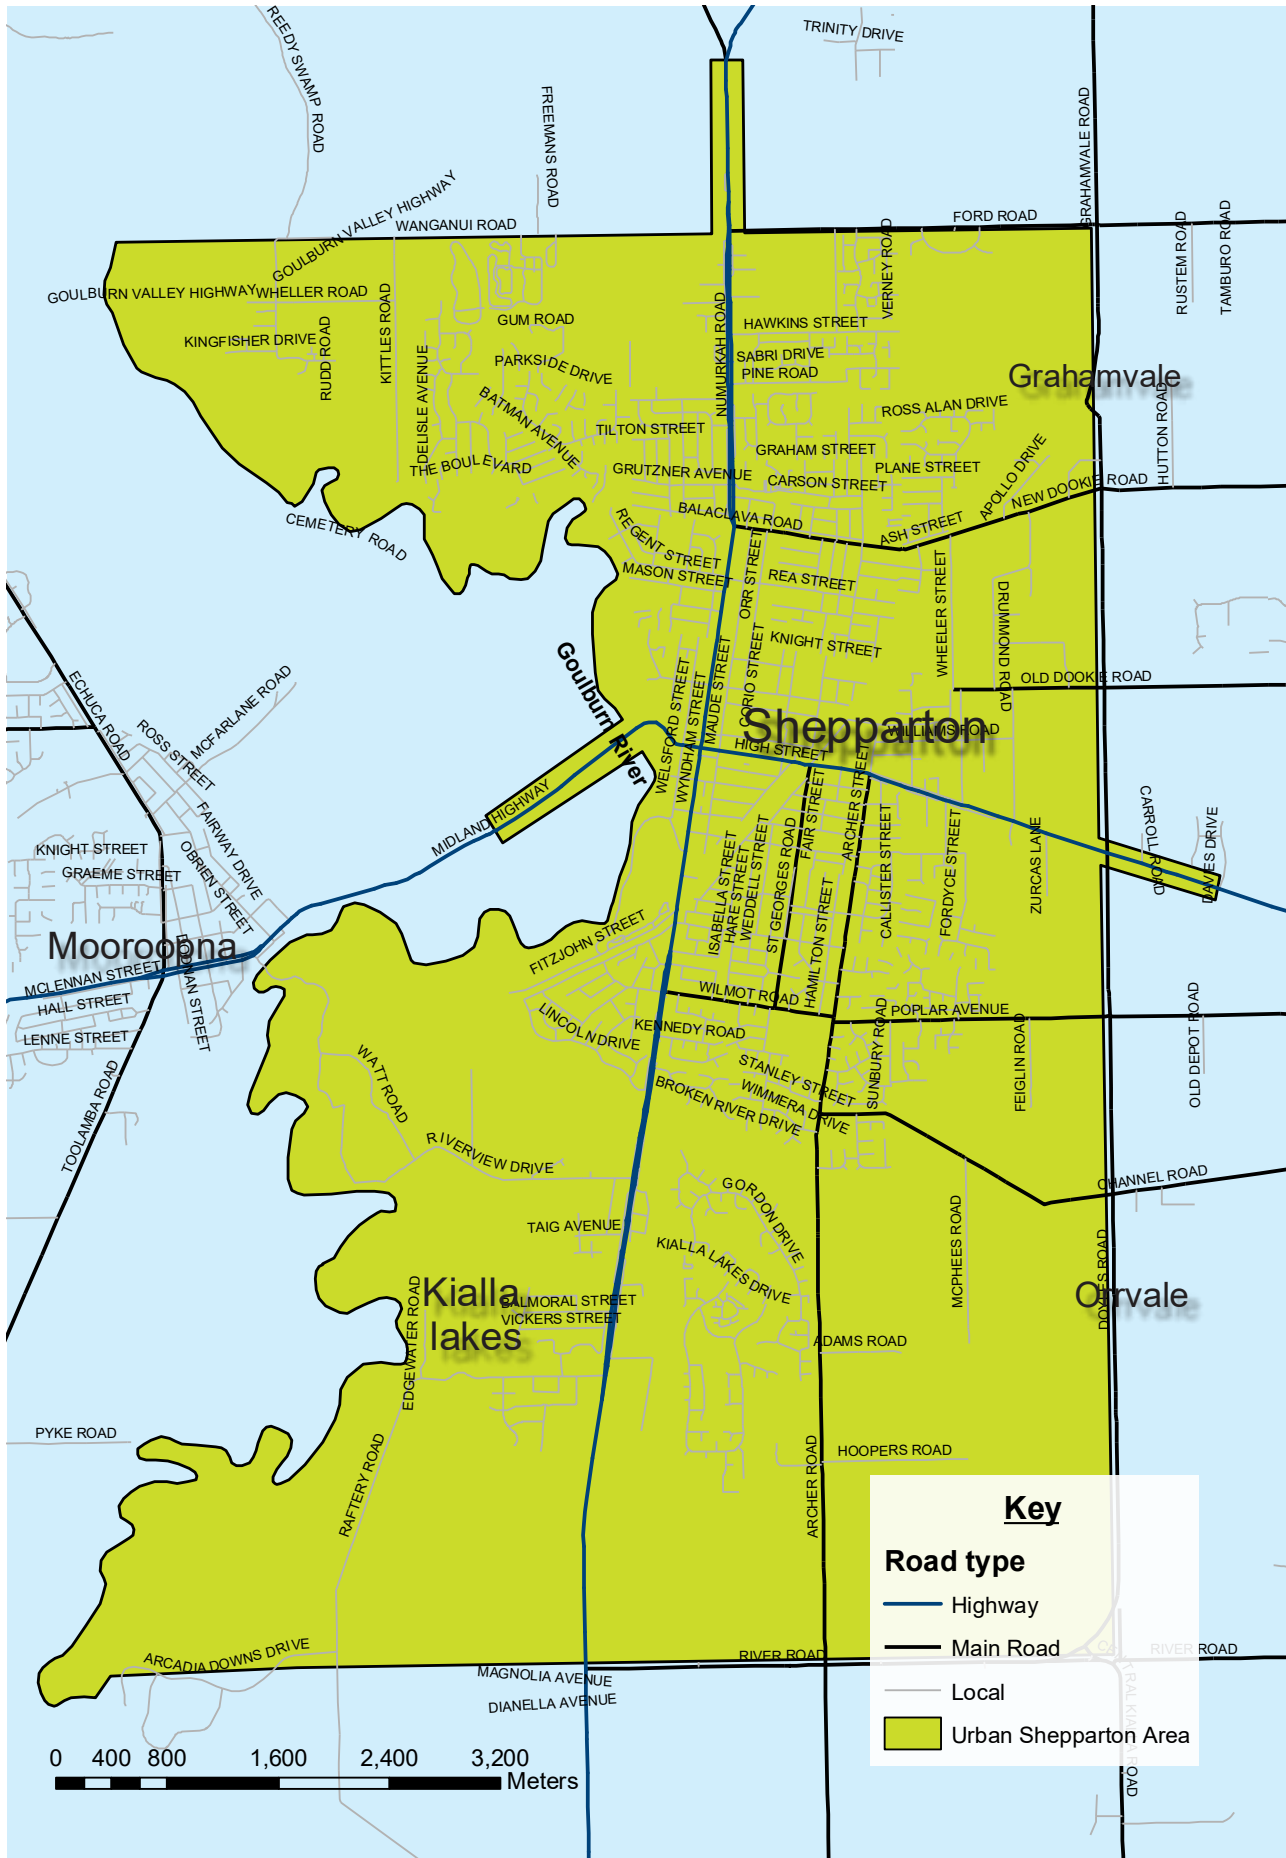 TRINITY DRIVE
REEDY SWAMP ROAD
FREEMANS ROAD
GRAHAMVALE ROAD
GOULBURN VALLEY HIGHWAY
WANGANUI ROAD
FORD ROAD
VERNEY ROAD
RUSTEM ROAD
TAMBURO ROAD
GOULBURN VALLEY HIGHWAY
WHELLER ROAD
KINGFISHER DRIVE
RUDD ROAD
KITTLES ROAD
DELISLE AVENUE
GUM ROAD
PARKSIDE DRIVE
BATMAN AVENUE
THE BOULEVARD
NUMURKAH ROAD
HAWKINS STREET
SABRI DRIVE
PINE ROAD
Grahamvale
ROSS ALAN DRIVE
HUTTON ROAD
TILTON STREET
GRAHAM STREET
GRUTZNER AVENUE
CARSON STREET
PLANE STREET
APOLLO DRIVE
NEW DOOKIE ROAD
CEMETERY ROAD
REGENT STREET
BALACLAVA ROAD
ASH STREET
MASON STREET
ORR STREET
REA STREET
WHEELER STREET
DRUMMOND ROAD
KNIGHT STREET
CORIO STREET
Goulburn River
WELSFORD STREET
WYNDHAM STREET
MAUDE STREET
OLD DOOKIE ROAD
Shepparton
WILLIAMS ROAD
HIGH STREET
ECHUCA ROAD
ROSS STREET
MCFARLANE ROAD
FAIRWAY DRIVE
OBRIEN STREET
KNIGHT STREET
GRAEME STREET
MIDLAND HIGHWAY
FAIR STREET
ARCHER STREET
CALLISTER STREET
FORDYCE STREET
ZURCAS LANE
CARROLL ROAD
DAVIES DRIVE
ISABELLA STREET
HARE STREET
WEDDELL STREET
ST GEORGES ROAD
HAMILTON STREET
Mooroopna
MCLENNAN STREET
DODNAN STREET
HALL STREET
LENNE STREET
FITZJOHN STREET
WILMOT ROAD
LINCOLN DRIVE
KENNEDY ROAD
POPLAR AVENUE
SUNBURY ROAD
FEIGLIN ROAD
OLD DEPOT ROAD
STANLEY STREET
WIMMERA DRIVE
BROKEN RIVER DRIVE
WATT ROAD
TOOLAMBA ROAD
RIVERVIEW DRIVE
CHANNEL ROAD
GORDON DRIVE
MCPHEES ROAD
DOYLES ROAD
TAIG AVENUE
KIALLA LAKES DRIVE
Kialla
lakes
BALMORAL STREET
VICKERS STREET
EDGEWATER ROAD
Orrvale
ADAMS ROAD
PYKE ROAD
RAFTERY ROAD
ARCHER ROAD
HOOPERS ROAD
ARCADIA DOWNS DRIVE
MAGNOLIA AVENUE
DIANELLA AVENUE
RIVER ROAD
RIVER ROAD
CENTRAL KIALLA ROAD
Key
Road type
Highway
Main Road
Local
Urban Shepparton Area
0 400 800 1,600 2,400 3,200
Meters